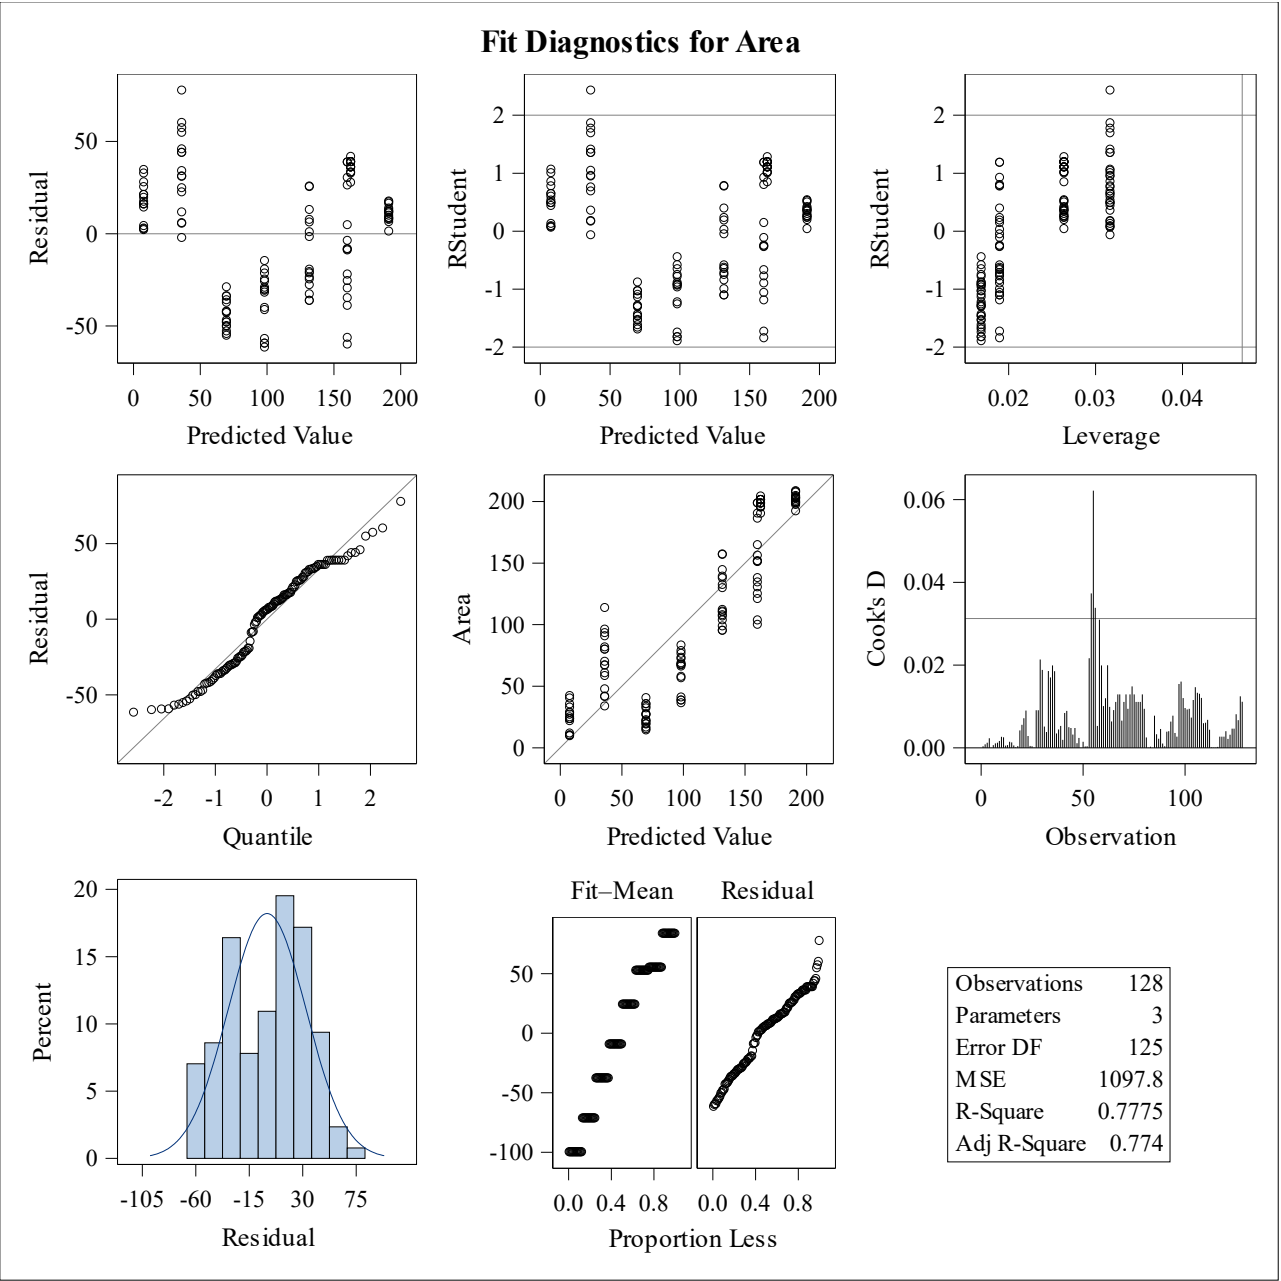 Fit Diagnostics for Area
Residual
50
0
-50
0 50 100 150 200
Predicted Value
RStudent
2
1
0
-1
-2
0 50 100 150 200
Predicted Value
RStudent
2
1
0
-1
-2
0.02 0.03 0.04
Leverage
Residual
50
0
-50
-2 -1 0 1 2
Quantile
Area
200
150
100
50
0
0 50 100 150 200
Predicted Value
Cook's D
0.06
0.04
0.02
0.00
0 50 100
Observation
Percent
20
15
10
5
0
-105 -60 -15 30 75
Residual
Fit–Mean Residual
50
0
-50
-100
0.0 0.4 0.8 0.0 0.4 0.8
Proportion Less
Observations 128
Parameters 3
Error DF 125
MSE 1097.8
R-Square 0.7775
Adj R-Square 0.774